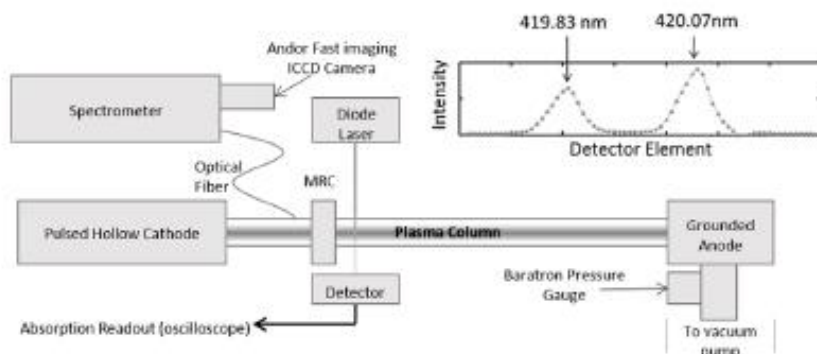 419.83 nm
420.07nm
Andor Fast imaging
ICCD Camera
Spectrometer
Diode
Laser
Intensity
Detector Element
Optical
Fiber
MRC
Pulsed Hollow Cathode
Plasma Column
Grounded
Anode
Detector
Baratron Pressure
Gauge
Absorption Readout (oscilloscope)
To vacuum
pump